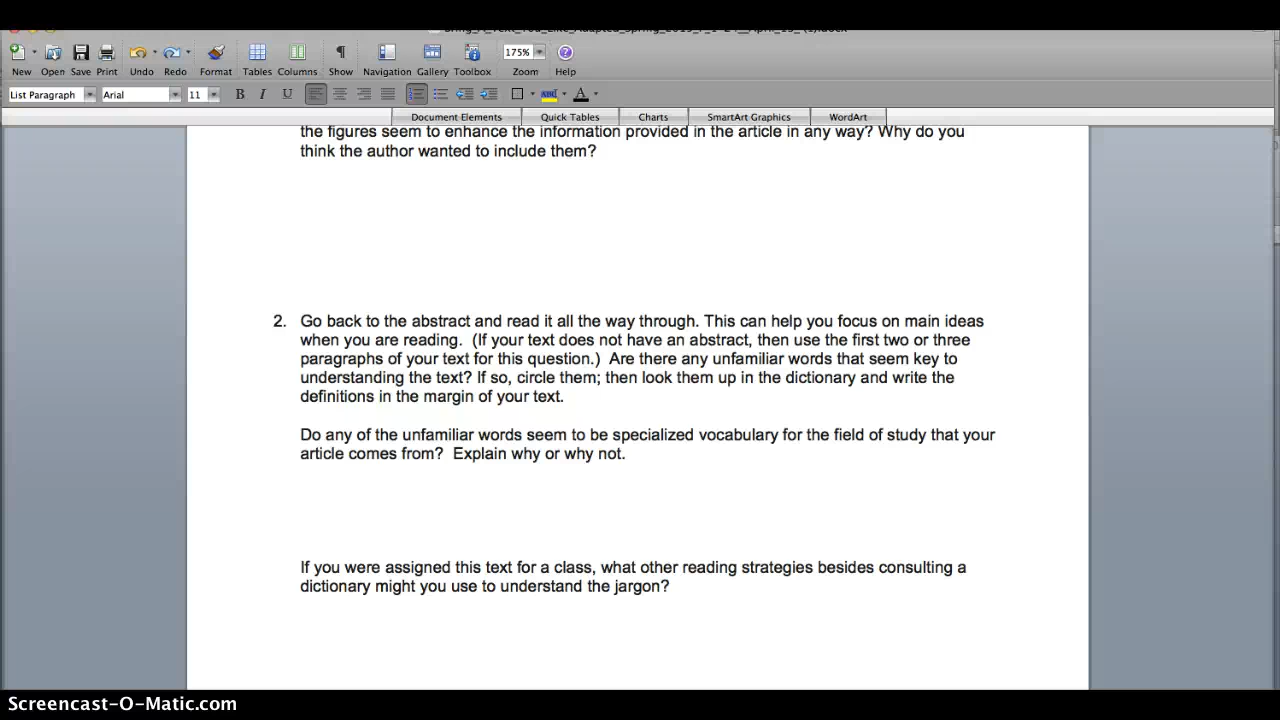 New Open Save Print Undo Redo Format Tables Columns Show Navigation Gallery Toolbox Zoom Help
175%
List Paragraph Arial 11 B I U A
Document Elements Quick Tables Charts SmartArt Graphics WordArt
the figures seem to enhance the information provided in the article in any way? Why do you
think the author wanted to include them?
2. Go back to the abstract and read it all the way through. This can help you focus on main ideas
when you are reading. (If your text does not have an abstract, then use the first two or three
paragraphs of your text for this question.) Are there any unfamiliar words that seem key to
understanding the text? If so, circle them; then look them up in the dictionary and write the
definitions in the margin of your text.
Do any of the unfamiliar words seem to be specialized vocabulary for the field of study that your
article comes from? Explain why or why not.
If you were assigned this text for a class, what other reading strategies besides consulting a
dictionary might you use to understand the jargon?
Screencast-O-Matic.com